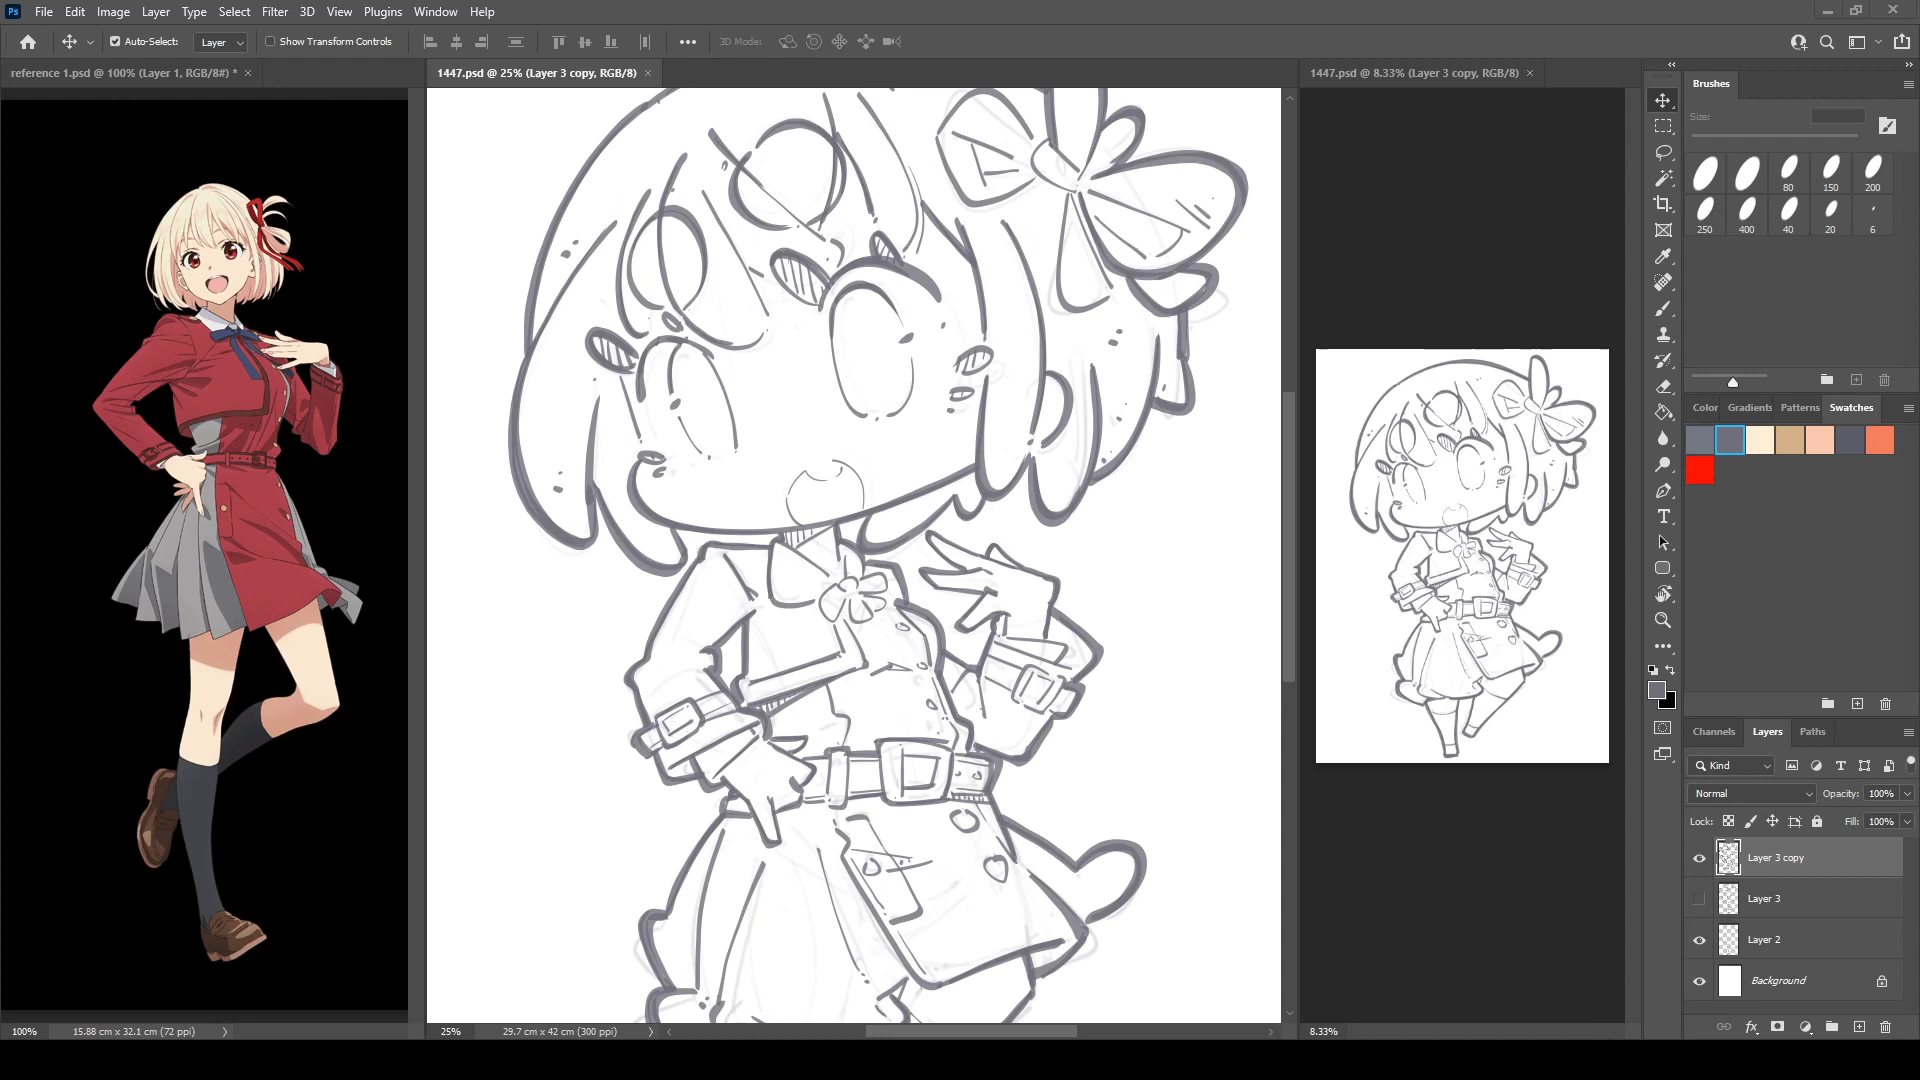 Ps File Edit Image Layer Type Select Filter 3D View Plugins Window Help
Auto-Select: Layer Show Transform Controls 3D Mode:
reference 1.psd @ 100% (Layer 1, RGB/8#) *
1447.psd @ 25% (Layer 3 copy, RGB/8)
1447.psd @ 8.33% (Layer 3 copy, RGB/8)
Brushes
Size:
80 150 200
250 400 40 20 6
Color Gradients Patterns Swatches
Channels Layers Paths
Kind
Normal Opacity: 100%
Lock: Fill: 100%
Layer 3 copy
Layer 3
Layer 2
Background
fx
100% 15.88 cm x 32.1 cm (72 ppi)
25% 29.7 cm x 42 cm (300 ppi)
8.33%